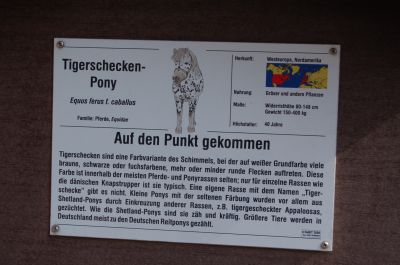 Tigerschecken-
Pony
Equus ferus f. caballus
Familie: Pferde, Equidae
Herkunft: Westeuropa, Nordamerika
Nahrung: Gräser und andere Pflanzen
Maße: Widerristhöhe 80-148 cm
Gewicht 150-400 kg
Höchstalter: 40 Jahre
Auf den Punkt gekommen
Tigerschecken sind eine Farbvariante des Schimmels, bei der auf weißer Grundfarbe viele
braune, schwarze oder fuchsfarbene, mehr oder minder runde Flecken auftreten. Diese
Farbe ist innerhalb der meisten Pferde- und Ponyrassen selten; nur für einzelne Rassen wie
die dänischen Knapstrupper ist sie typisch. Eine eigene Rasse mit dem Namen „Tiger-
schecke“ gibt es nicht. Kleine Ponys mit der seltenen Färbung wurden vor allem aus
Shetland-Ponys durch Einkreuzung anderer Rassen, z.B. tigergescheckter Appaloosas,
gezüchtet. Wie die Shetland-Ponys sind sie zäh und kräftig. Größere Tiere werden in
Deutschland meist zu den Deutschen Reitponys gezählt.